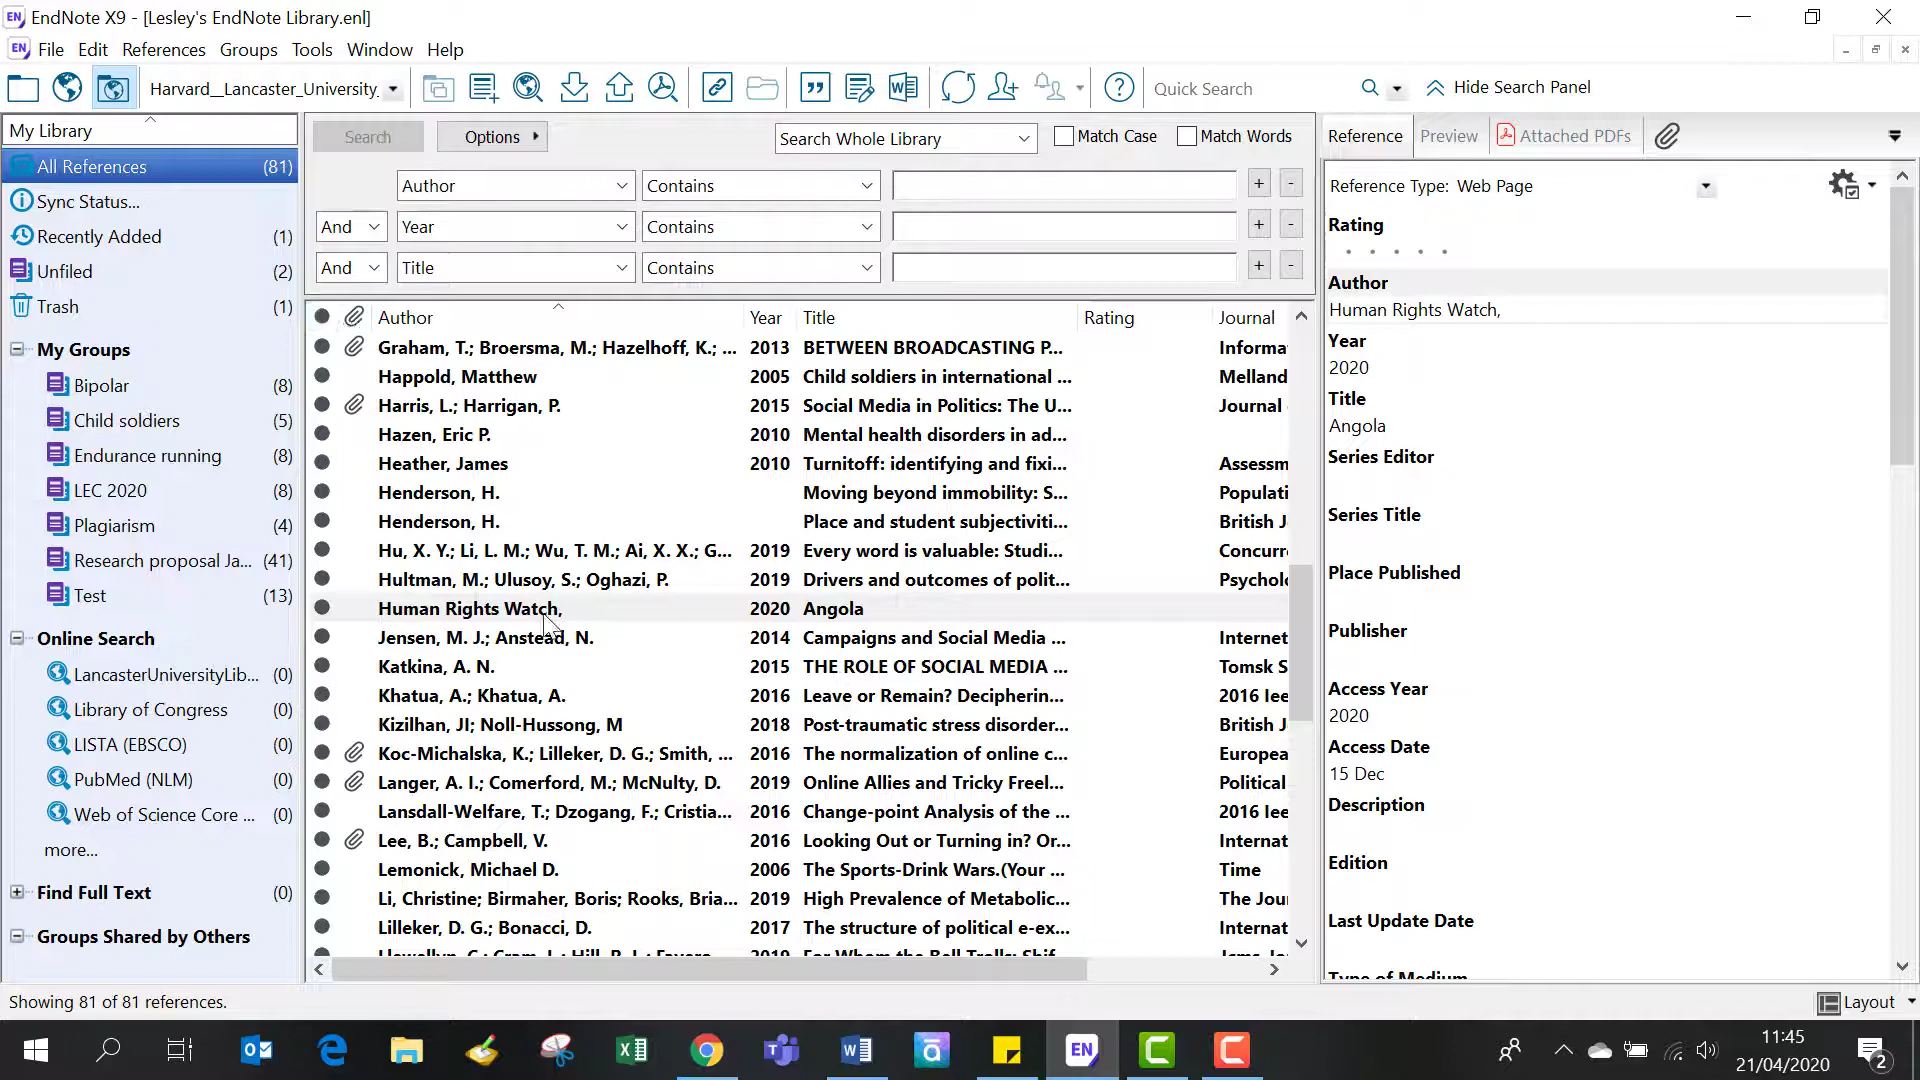 EndNote X9 - [Lesley's EndNote Library.enl]
File Edit References Groups Tools Window Help
Harvard__Lancaster_University.
Quick Search
Hide Search Panel
My Library
All References (81)
Sync Status...
Recently Added (1)
Unfiled (2)
Trash (1)
My Groups
Bipolar (8)
Child soldiers (5)
Endurance running (8)
LEC 2020 (8)
Plagiarism (4)
Research proposal Ja... (41)
Test (13)
Online Search
LancasterUniversityLib... (0)
Library of Congress (0)
LISTA (EBSCO) (0)
PubMed (NLM) (0)
Web of Science Core ... (0)
more...
Find Full Text (0)
Groups Shared by Others
Search Options Search Whole Library Match Case Match Words
Author Contains + -
And Year Contains + -
And Title Contains + -
Author Year Title Rating Journal
Graham, T.; Broersma, M.; Hazelhoff, K.; ... 2013 BETWEEN BROADCASTING P... Informa
Happold, Matthew 2005 Child soldiers in international ... Melland
Harris, L.; Harrigan, P. 2015 Social Media in Politics: The U... Journal
Hazen, Eric P. 2010 Mental health disorders in ad...
Heather, James 2010 Turnitoff: identifying and fixi... Assessm
Henderson, H. Moving beyond immobility: S... Populati
Henderson, H. Place and student subjectiviti... British J
Hu, X. Y.; Li, L. M.; Wu, T. M.; Ai, X. X.; G... 2019 Every word is valuable: Studi... Concurr
Hultman, M.; Ulusoy, S.; Oghazi, P. 2019 Drivers and outcomes of polit... Psycholo
Human Rights Watch, 2020 Angola
Jensen, M. J.; Anstead, N. 2014 Campaigns and Social Media ... Internet
Katkina, A. N. 2015 THE ROLE OF SOCIAL MEDIA ... Tomsk S
Khatua, A.; Khatua, A. 2016 Leave or Remain? Decipherin... 2016 Iee
Kizilhan, JI; Noll-Hussong, M 2018 Post-traumatic stress disorder... British J
Koc-Michalska, K.; Lilleker, D. G.; Smith, ... 2016 The normalization of online c... Europea
Langer, A. I.; Comerford, M.; McNulty, D. 2019 Online Allies and Tricky Freel... Political
Lansdall-Welfare, T.; Dzogang, F.; Cristia... 2016 Change-point Analysis of the ... 2016 Iee
Lee, B.; Campbell, V. 2016 Looking Out or Turning in? Or... Internat
Lemonick, Michael D. 2006 The Sports-Drink Wars.(Your ... Time
Li, Christine; Birmaher, Boris; Rooks, Bria... 2019 High Prevalence of Metabolic... The Jou
Lilleker, D. G.; Bonacci, D. 2017 The structure of political e-ex... Internat
Reference Preview Attached PDFs
Reference Type: Web Page
Rating
Author
Human Rights Watch,
Year
2020
Title
Angola
Series Editor
Series Title
Place Published
Publisher
Access Year
2020
Access Date
15 Dec
Description
Edition
Last Update Date
Type of Medium
Showing 81 of 81 references.
Layout
11:45
21/04/2020
2